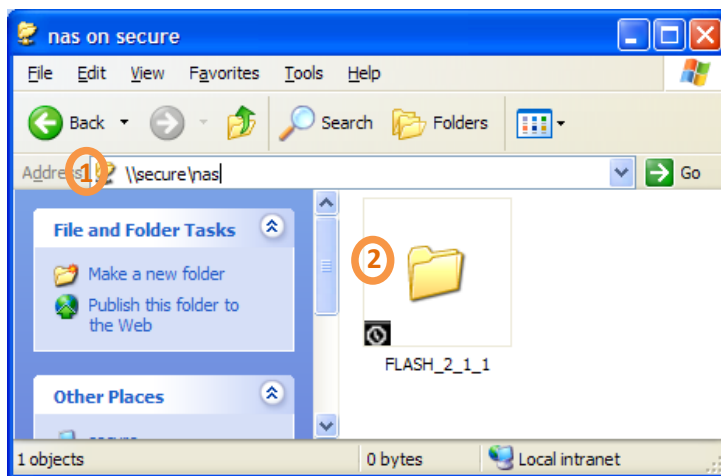 nas on secure
File Edit View Favorites Tools Help
Back Search Folders
Address 1 \\secure\nas Go
File and Folder Tasks
Make a new folder
Publish this folder to
the Web
Other Places
2
FLASH_2_1_1
1 objects 0 bytes Local intranet